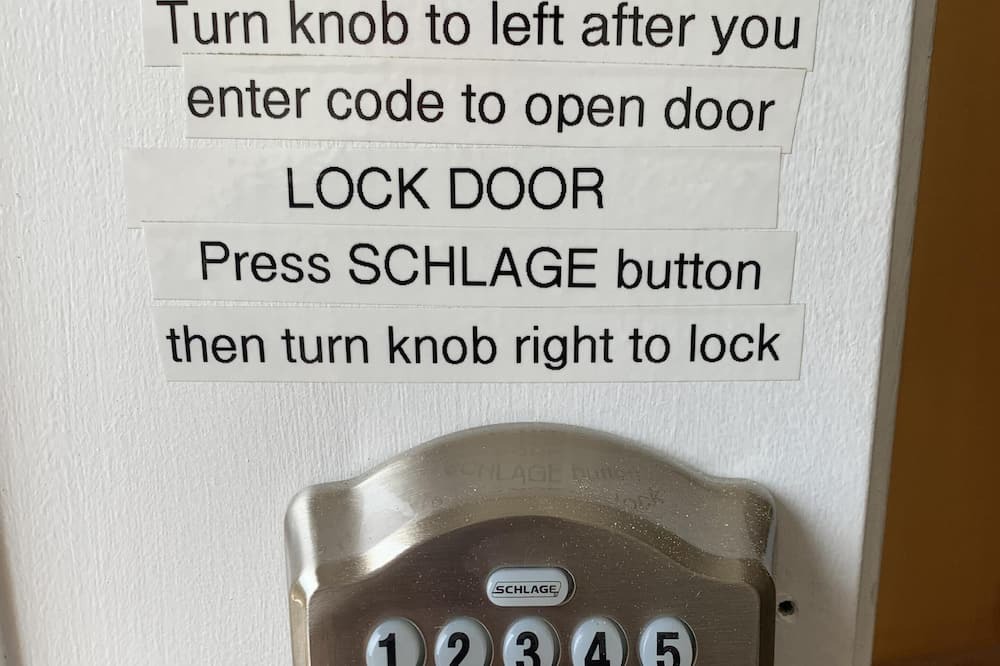 Turn knob to left after you
enter code to open door
LOCK DOOR
Press SCHLAGE button
then turn knob right to lock
SCHLAGE
1 2 3 4 5